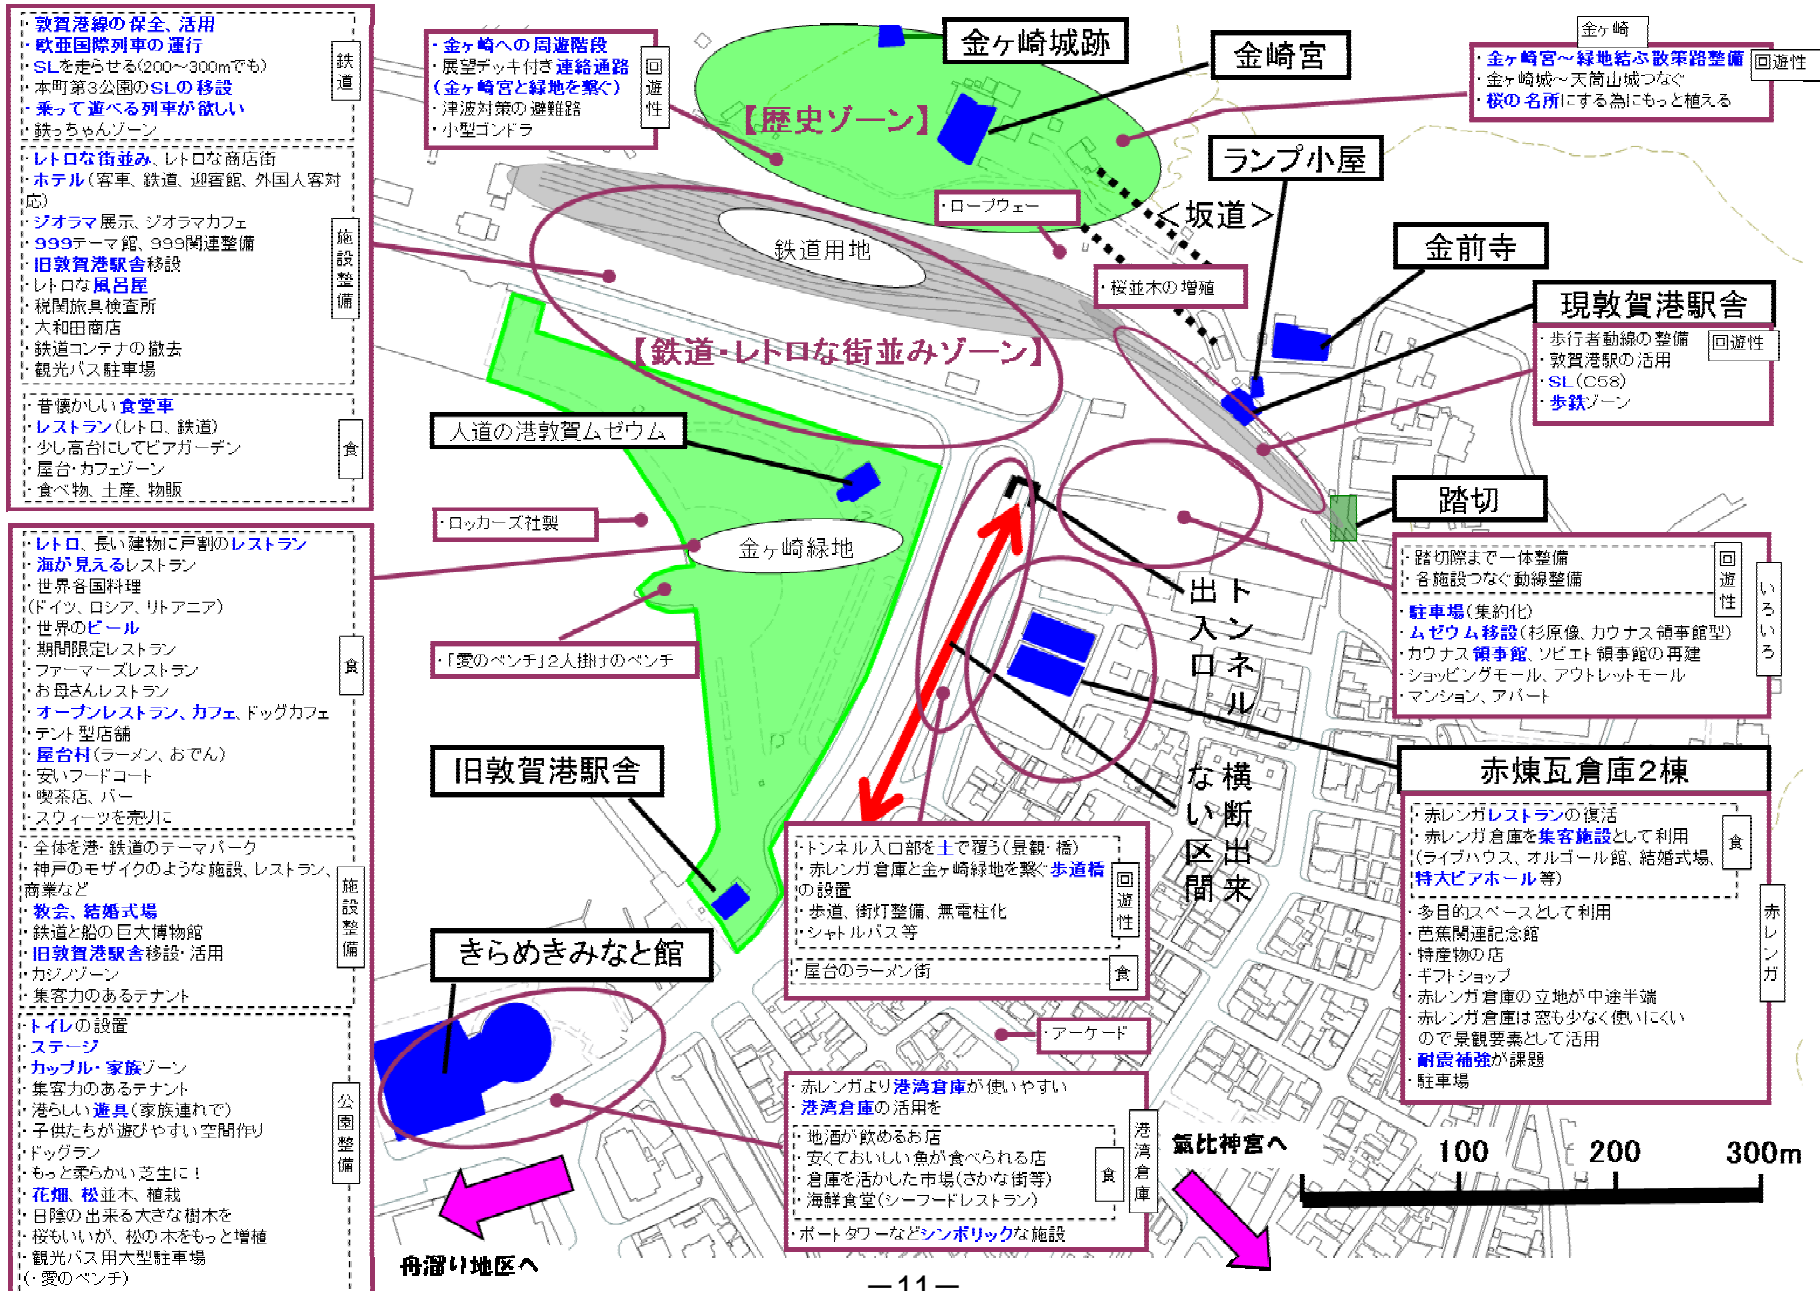 ・敦賀港線の保全、活用
・欧亜国際列車の運行
・SLを走らせる(200～300mでも)
・本町第3公園のSLの移設
・乗って遊べる列車が欲しい
・鉄っちゃんゾーン
鉄道
・レトロな街並み、レトロな商店街
・ホテル(客車、鉄道、迎賓館、外国人客対
応)
・ジオラマ展示、ジオラマカフェ
・999テーマ館、999関連整備
・旧敦賀港駅舎移設
・レトロな風呂屋
・税関旅具検査所
・大和田商店
・鉄道コンテナの撤去
・観光バス駐車場
施設整備
・昔懐かしい食堂車
・レストラン(レトロ、鉄道)
・少し高台にしてビアガーデン
・屋台・カフェゾーン
・食べ物、土産、物販
食
・レトロ、長い建物に戸割のレストラン
・海が見えるレストラン
・世界各国料理
(ドイツ、ロシア、リトアニア)
・世界のビール
・期間限定レストラン
・ファーマーズレストラン
・お母さんレストラン
・オープンレストラン、カフェ、ドッグカフェ
・テント型店舗
・屋台村(ラーメン、おでん)
・安いフードコート
・喫茶店、バー
・スウィーツを売りに
食
・全体を港・鉄道のテーマパーク
・神戸のモザイクのような施設、レストラン、
商業など
・教会、結婚式場
・鉄道と船の巨大博物館
・旧敦賀港駅舎移設・活用
・カジノゾーン
・集客力のあるテナント
施設整備
・トイレの設置
・ステージ
・カップル・家族ゾーン
・集客力のあるテナント
・港らしい遊具(家族連れで)
・子供たちが遊びやすい空間作り
・ドッグラン
・もっと柔らかい芝生に！
・花畑、松並木、植栽
・日陰の出来る大きな樹木を
・桜もいいが、松の木をもっと増植
・観光バス用大型駐車場
(・愛のベンチ)
公園整備
・金ヶ崎への周遊階段
・展望デッキ付き連絡通路
(金ヶ崎宮と緑地を繋ぐ)
・津波対策の避難路
・小型ゴンドラ
回遊性
金ヶ崎城跡
金崎宮
【歴史ゾーン】
金ヶ崎
・金ヶ崎宮～緑地結ぶ散策路整備
・金ヶ崎城～天筒山城つなぐ
・桜の名所にする為にもっと植える
回遊性
ランプ小屋
・ロープウェー
＜坂道＞
鉄道用地
・桜並木の増殖
金前寺
現敦賀港駅舎
・歩行者動線の整備
・敦賀港駅の活用
・SL(C58)
・歩鉄ゾーン
回遊性
【鉄道・レトロな街並みゾーン】
人道の港敦賀ムゼウム
・ロッカーズ社製
金ヶ崎緑地
・「愛のベンチ」2人掛けのベンチ
踏切
・踏切際まで一体整備
・各施設つなぐ動線整備
回遊性
・駐車場(集約化)
・ムゼウム移設(杉原像、カウナス領事館型)
・カウナス領事館、ソビエト領事館の再建
・ショッピングモール、アウトレットモール
・マンション、アパート
いろいろ
トンネル
出入口
横断出来
ない区間
旧敦賀港駅舎
きらめきみなと館
赤煉瓦倉庫2棟
・赤レンガレストランの復活
・赤レンガ倉庫を集客施設として利用
(ライブハウス、オルゴール館、結婚式場、
特大ビアホール等)
食
・多目的スペースとして利用
・芭蕉関連記念館
・特産物の店
・ギフトショップ
・赤レンガ倉庫の立地が中途半端
・赤レンガ倉庫は窓も少なく使いにくい
ので景観要素として活用
・耐震補強が課題
・駐車場
赤レンガ
・トンネル入口部を土で覆う(景観・橋)
・赤レンガ倉庫と金ヶ崎緑地を繋ぐ歩道橋
の設置
・歩道、街灯整備、無電柱化
・シャトルバス等
回遊性
・屋台のラーメン街
食
・アーケード
・赤レンガより港湾倉庫が使いやすい
・港湾倉庫の活用を
・地酒が飲めるお店
・安くておいしい魚が食べられる店
・倉庫を活かした市場(さかな街等)
・海鮮食堂(シーフードレストラン)
食
・ポートタワーなどシンボリックな施設
港湾倉庫
氣比神宮へ
舟溜り地区へ
100 200 300m
－11－